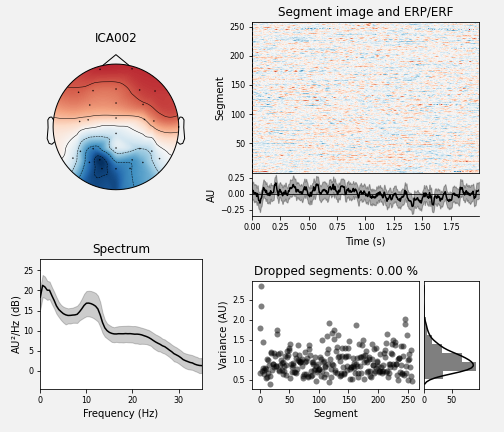 ICA002
Segment image and ERP/ERF
Segment
250
200
150
100
50
AU
0.25
0.00
−0.25
0.00 0.25 0.50 0.75 1.00 1.25 1.50 1.75
Time (s)
Spectrum
AU²/Hz (dB)
25
20
15
10
5
0
0 10 20 30
Frequency (Hz)
Dropped segments: 0.00 %
Variance (AU)
2.5
2.0
1.5
1.0
0.5
0 50 100 150 200 250
Segment
0 50